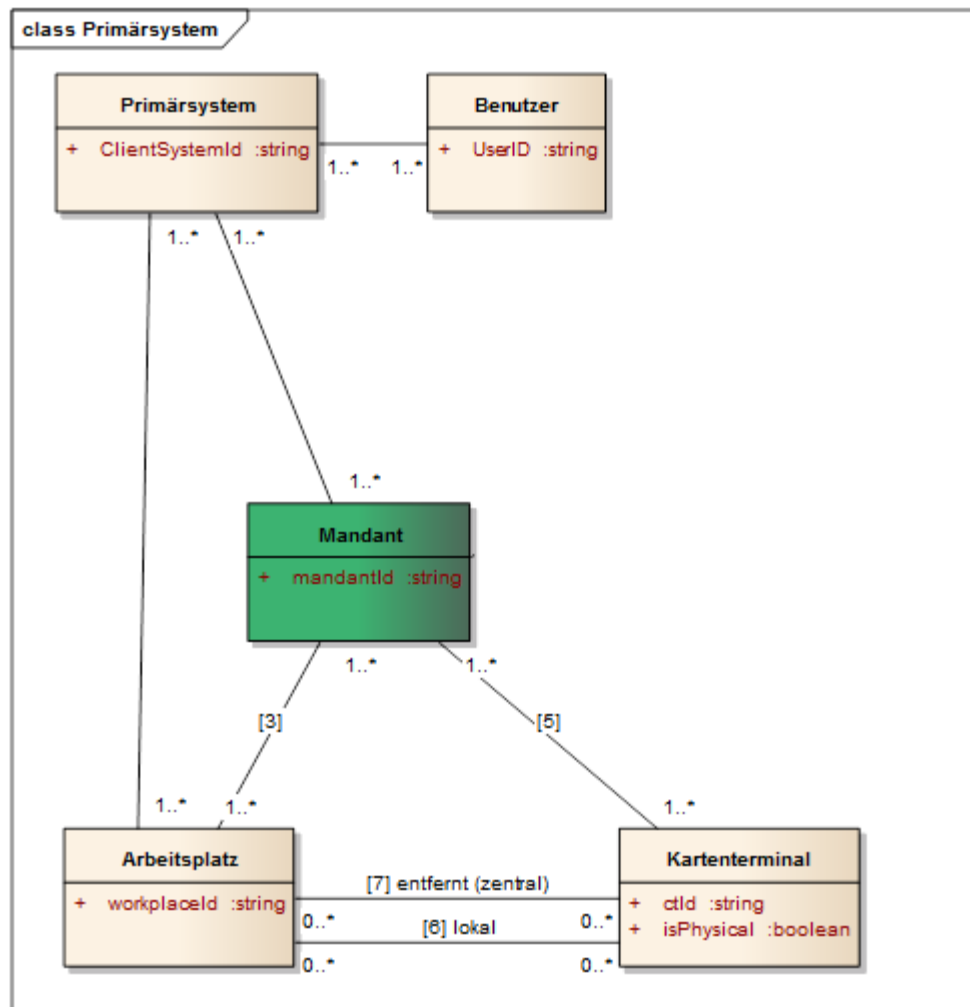 class Primärsystem
Primärsystem
+ ClientSystemId :string
Benutzer
+ UserID :string
1..* 1..*
1..* 1..*
1..*
Mandant
+ mandantId :string
1..* 1..*
[3] [5]
1..* 1..* 1..*
Arbeitsplatz
+ workplaceId :string
Kartenterminal
+ ctId :string
+ isPhysical :boolean
[7] entfernt (zentral)
0..* 0..*
[6] lokal
0..* 0..*